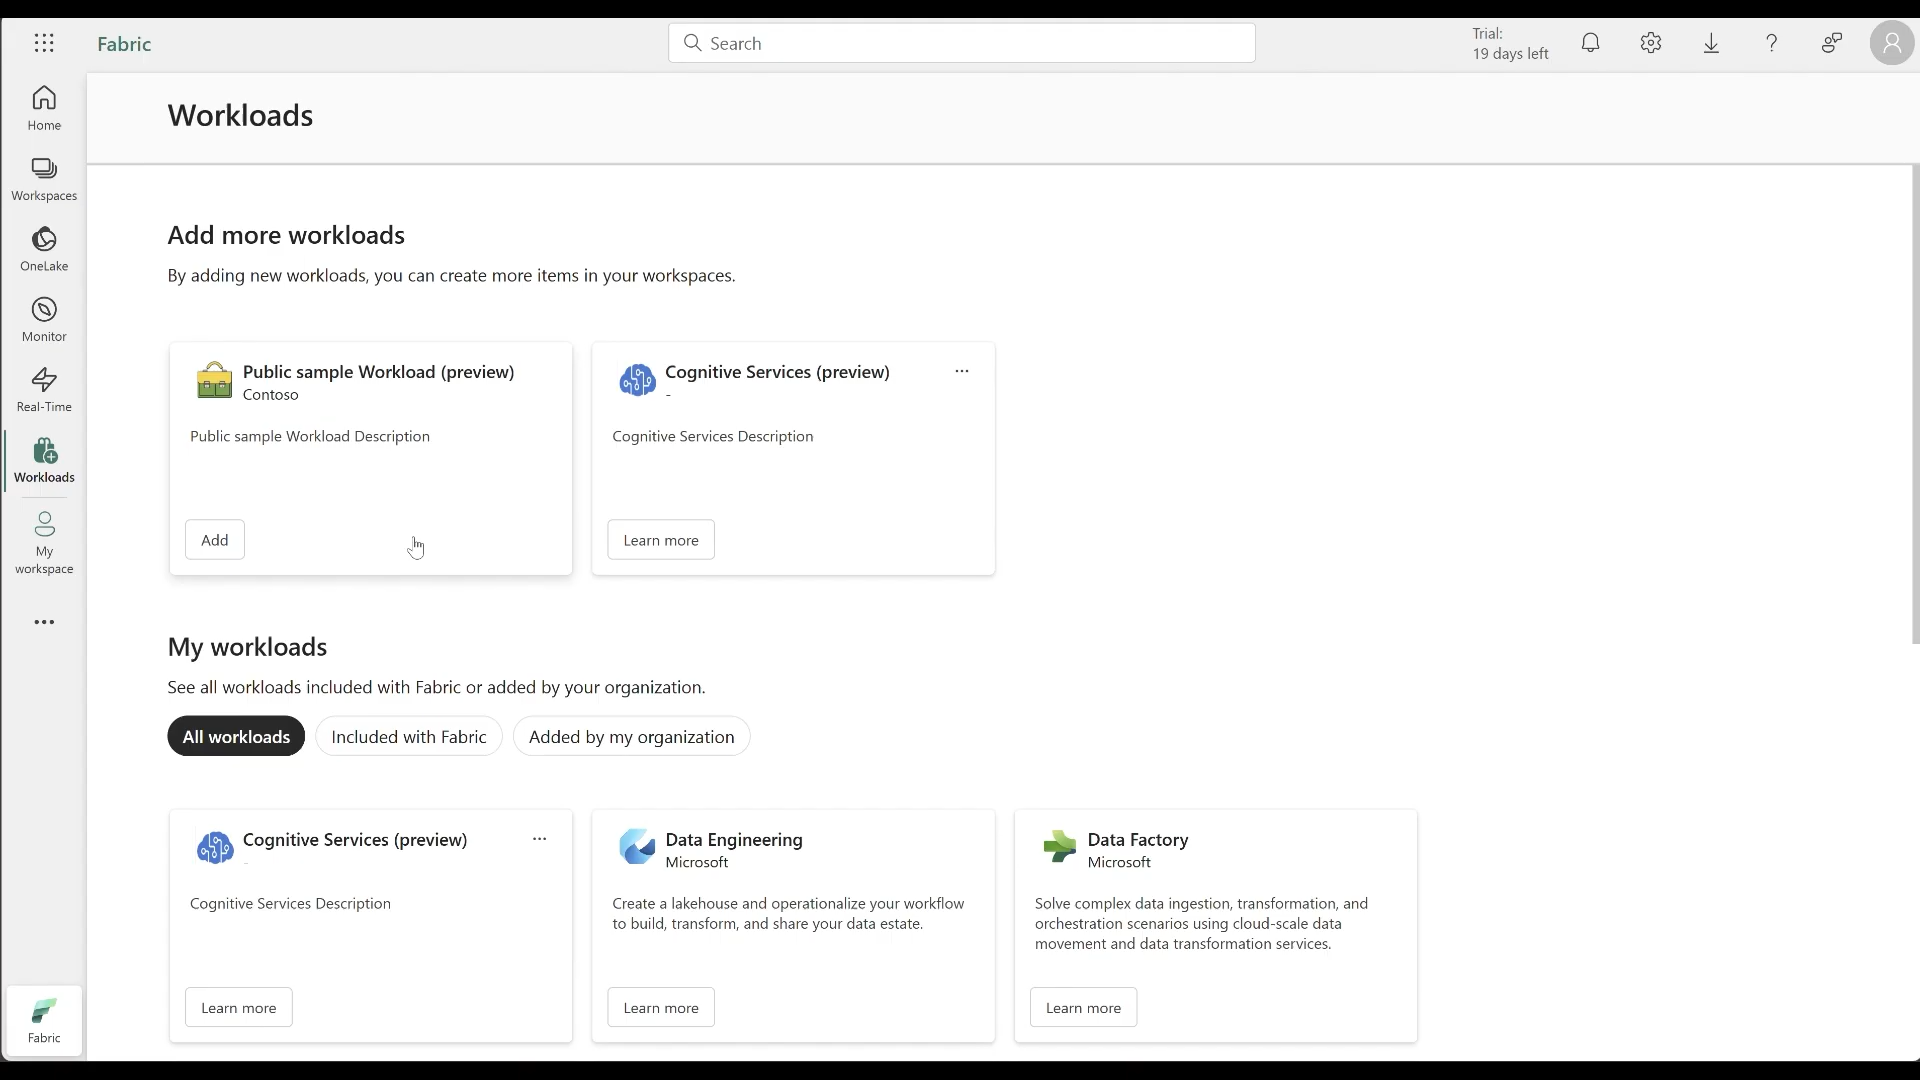 Fabric
Search
Trial:
19 days left
Home
Workspaces
OneLake
Monitor
Real-Time
Workloads
My
workspace
Fabric
Workloads
Add more workloads
By adding new workloads, you can create more items in your workspaces.
Public sample Workload (preview)
Contoso
Public sample Workload Description
Add
Cognitive Services (preview)
-
Cognitive Services Description
Learn more
My workloads
See all workloads included with Fabric or added by your organization.
All workloads
Included with Fabric
Added by my organization
Cognitive Services (preview)
-
Cognitive Services Description
Learn more
Data Engineering
Microsoft
Create a lakehouse and operationalize your workflow
to build, transform, and share your data estate.
Learn more
Data Factory
Microsoft
Solve complex data ingestion, transformation, and
orchestration scenarios using cloud-scale data
movement and data transformation services.
Learn more